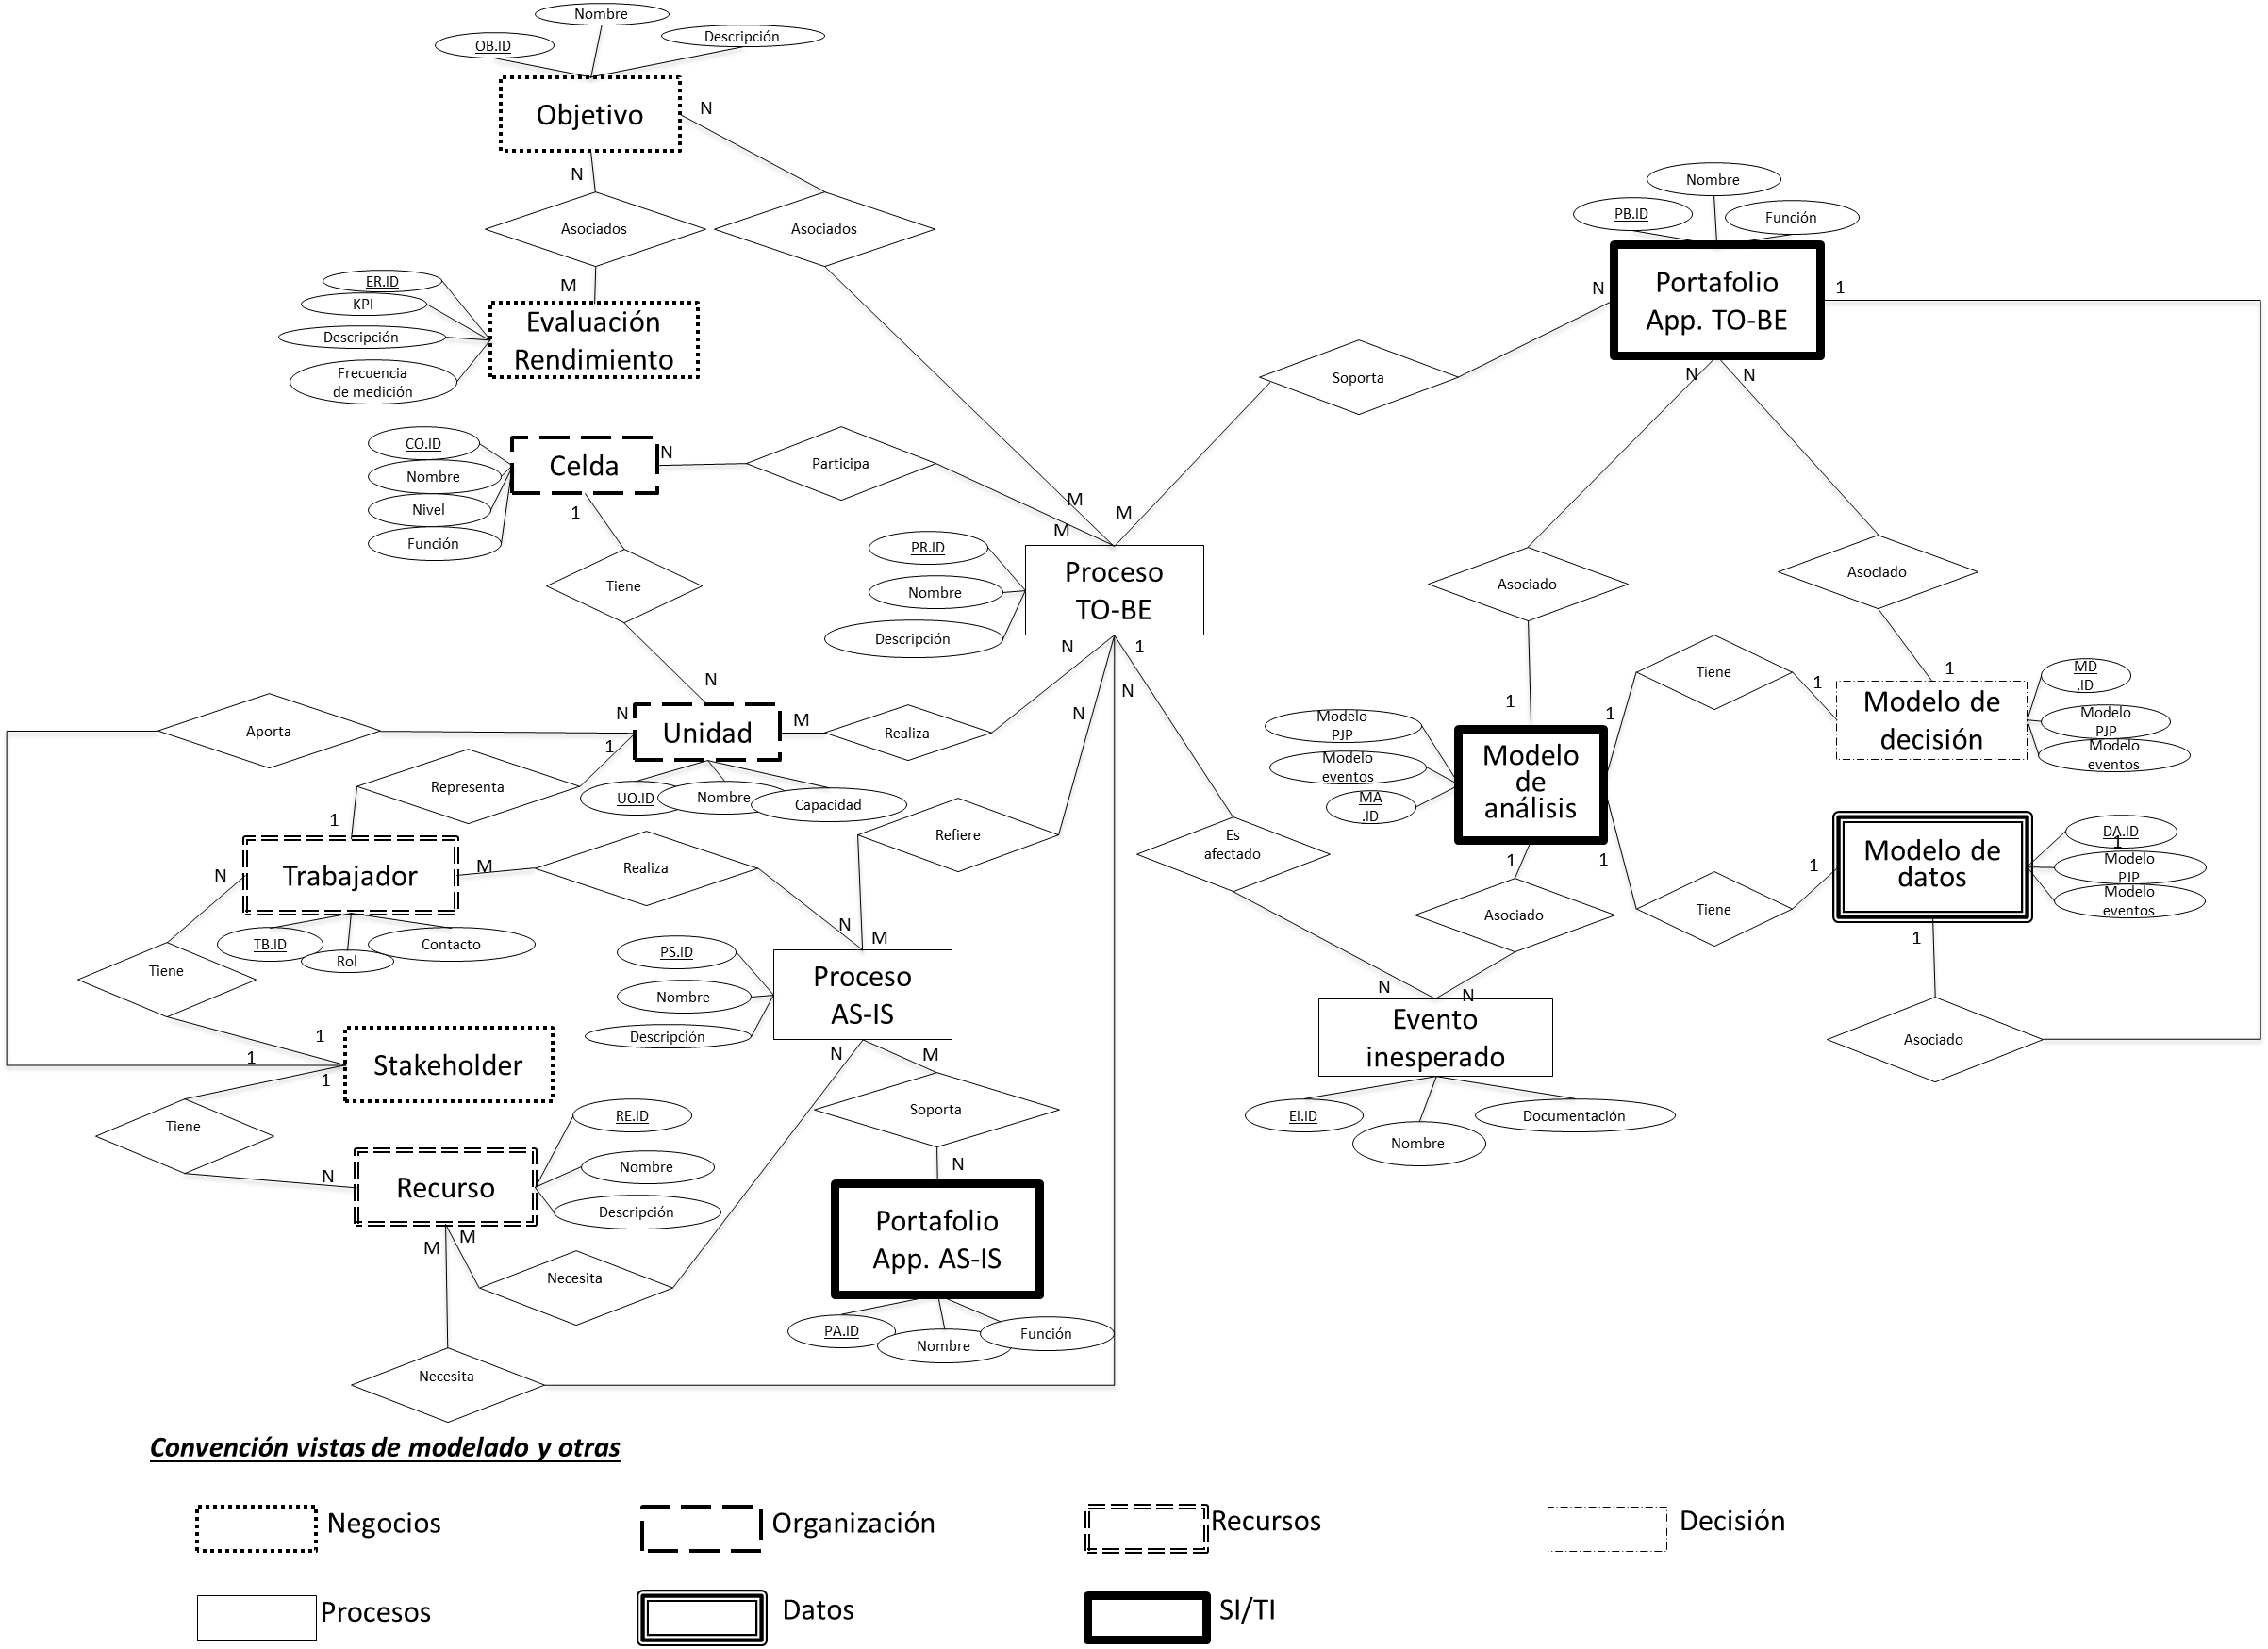 Nombre
OB.ID
Descripción
Objetivo
N
N
Asociados
Asociados
M
ER.ID
KPI
Descripción
Frecuencia
de medición
Evaluación
Rendimiento
Nombre
PB.ID
Función
Portafolio
App. TO-BE
N
1
N
N
Soporta
CO.ID
Nombre
Nivel
Función
Celda
N
1
Participa
M
M
M
PR.ID
Nombre
Descripción
Proceso
TO-BE
N
1
N
N
Tiene
N
Asociado
Asociado
Tiene
1
1
1
1
MD
.ID
Modelo
PJP
Modelo
eventos
Modelo de
decisión
Aporta
N
1
Unidad
M
Realiza
UO.ID
Nombre
Capacidad
Representa
1
Modelo
PJP
Modelo
eventos
MA
.ID
Modelo
de
análisis
1
1
Refiere
Es
afectado
Modelo de
datos
1
DA.ID
1
Modelo
PJP
Modelo
eventos
1
Tiene
Asociado
Asociado
N
Trabajador
M
Realiza
N
M
TB.ID
Rol
Contacto
Tiene
PS.ID
Nombre
Descripción
Proceso
AS-IS
N
M
N
N
Evento
inesperado
EI.ID
Nombre
Documentación
1
1
1
Stakeholder
Tiene
N
Recurso
RE.ID
Nombre
Descripción
M
M
Soporta
N
Necesita
Portafolio
App. AS-IS
PA.ID
Nombre
Función
Necesita
Convención vistas de modelado y otras
Negocios
Organización
Recursos
Decisión
Procesos
Datos
SI/TI